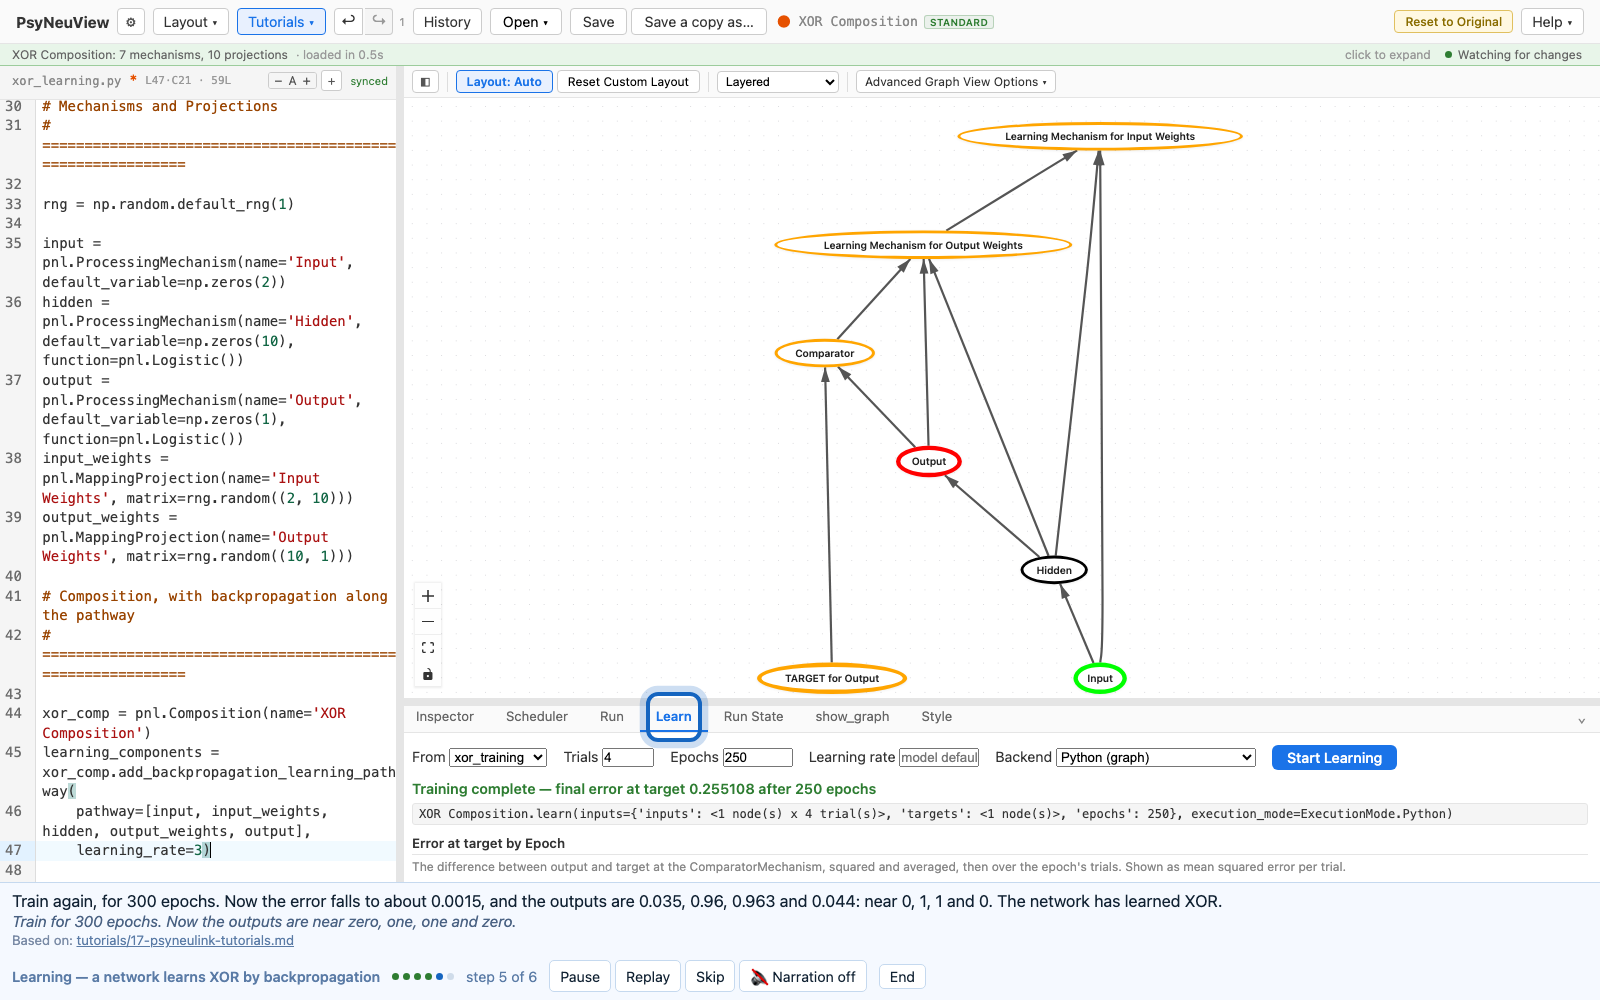 PsyNeuView ⚙ Layout ▾ Tutorials ▾ ↩ ↪ 1 History Open ▾ Save Save a copy as... XOR Composition STANDARD Reset to Original Help ▾
XOR Composition: 7 mechanisms, 10 projections · loaded in 0.5s click to expand Watching for changes
xor_learning.py * L47·C21 · 59L − A + + synced
Layout: Auto Reset Custom Layout Layered Advanced Graph View Options ▾
30 # Mechanisms and Projections
31 #
==========================================
=================
32
33 rng = np.random.default_rng(1)
34
35 input =
pnl.ProcessingMechanism(name='Input',
default_variable=np.zeros(2))
36 hidden =
pnl.ProcessingMechanism(name='Hidden',
default_variable=np.zeros(10),
function=pnl.Logistic())
37 output =
pnl.ProcessingMechanism(name='Output',
default_variable=np.zeros(1),
function=pnl.Logistic())
38 input_weights =
pnl.MappingProjection(name='Input
Weights', matrix=rng.random((2, 10)))
39 output_weights =
pnl.MappingProjection(name='Output
Weights', matrix=rng.random((10, 1)))
40
41 # Composition, with backpropagation along
the pathway
42 #
==========================================
=================
43
44 xor_comp = pnl.Composition(name='XOR
Composition')
45 learning_components =
xor_comp.add_backpropagation_learning_path
way(
46 pathway=[input, input_weights,
hidden, output_weights, output],
47 learning_rate=3)
48
Learning Mechanism for Input Weights
Learning Mechanism for Output Weights
Comparator
Output
Hidden
TARGET for Output
Input
Inspector Scheduler Run Learn Run State show_graph Style
From xor_training Trials 4 Epochs 250 Learning rate model defaul Backend Python (graph) Start Learning
Training complete — final error at target 0.255108 after 250 epochs
XOR Composition.learn(inputs={'inputs': <1 node(s) x 4 trial(s)>, 'targets': <1 node(s)>, 'epochs': 250}, execution_mode=ExecutionMode.Python)
Error at target by Epoch
The difference between output and target at the ComparatorMechanism, squared and averaged, then over the epoch's trials. Shown as mean squared error per trial.
Train again, for 300 epochs. Now the error falls to about 0.0015, and the outputs are 0.035, 0.96, 0.963 and 0.044: near 0, 1, 1 and 0. The network has learned XOR.
Train for 300 epochs. Now the outputs are near zero, one, one and zero.
Based on: tutorials/17-psyneulink-tutorials.md
Learning — a network learns XOR by backpropagation step 5 of 6 Pause Replay Skip Narration off End